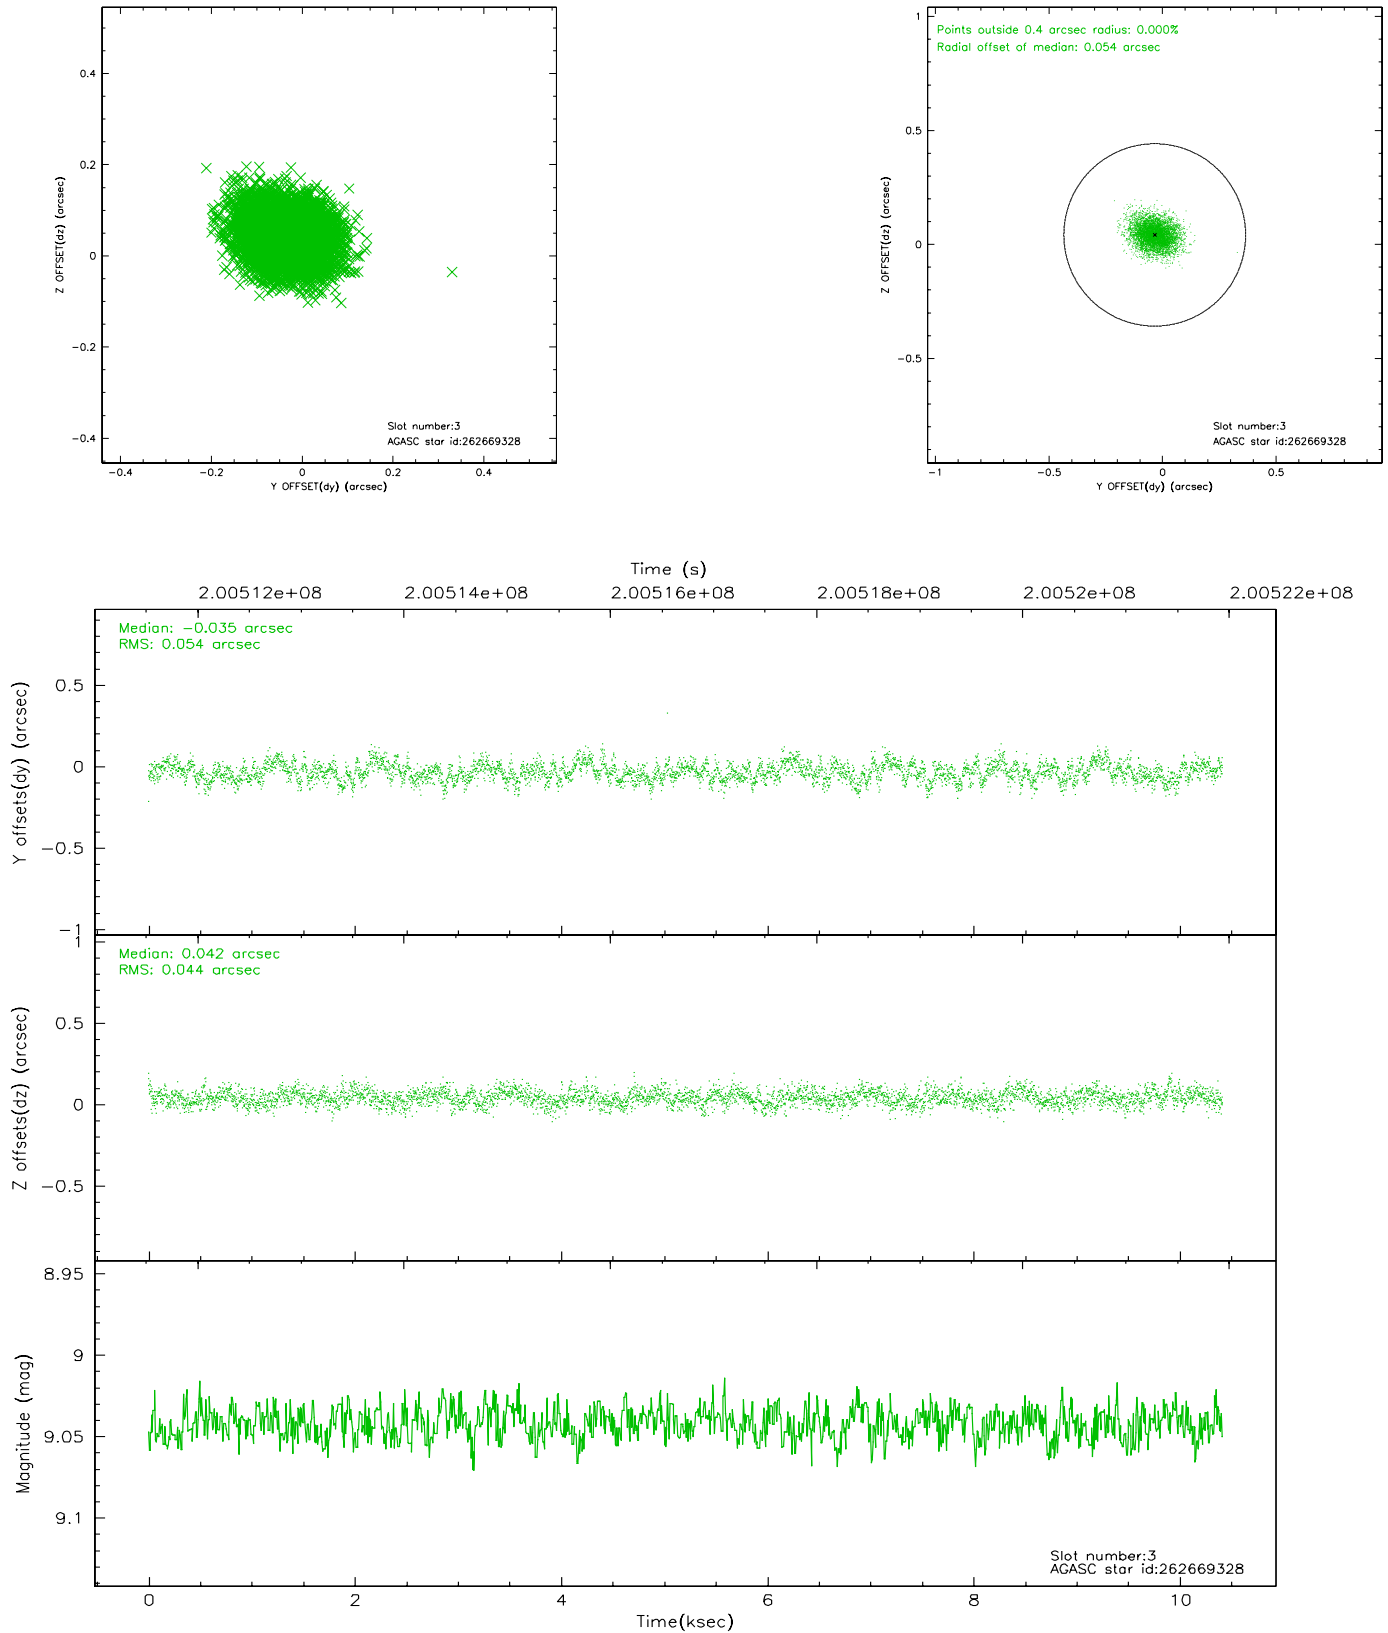 0.4
0.2
0
-0.2
-0.4
Z OFFSET(dz) (arcsec)
Slot number:3
AGASC star id:262669328
-0.4 -0.2 0 0.2 0.4
Y OFFSET(dy) (arcsec)
Points outside 0.4 arcsec radius: 0.000%
Radial offset of median: 0.054 arcsec
1
0.5
0
-0.5
Z OFFSET(dz) (arcsec)
Slot number:3
AGASC star id:262669328
-1 -0.5 0 0.5
Y OFFSET(dy) (arcsec)
Time (s)
2.00512e+08 2.00514e+08 2.00516e+08 2.00518e+08 2.0052e+08 2.00522e+08
Median: -0.035 arcsec
RMS: 0.054 arcsec
0.5
0
-0.5
-1
Y offsets(dy) (arcsec)
Median: 0.042 arcsec
RMS: 0.044 arcsec
1
0.5
0
-0.5
Z offsets(dz) (arcsec)
8.95
9
9.05
9.1
Magnitude (mag)
Slot number:3
AGASC star id:262669328
0 2 4 6 8 10
Time(ksec)